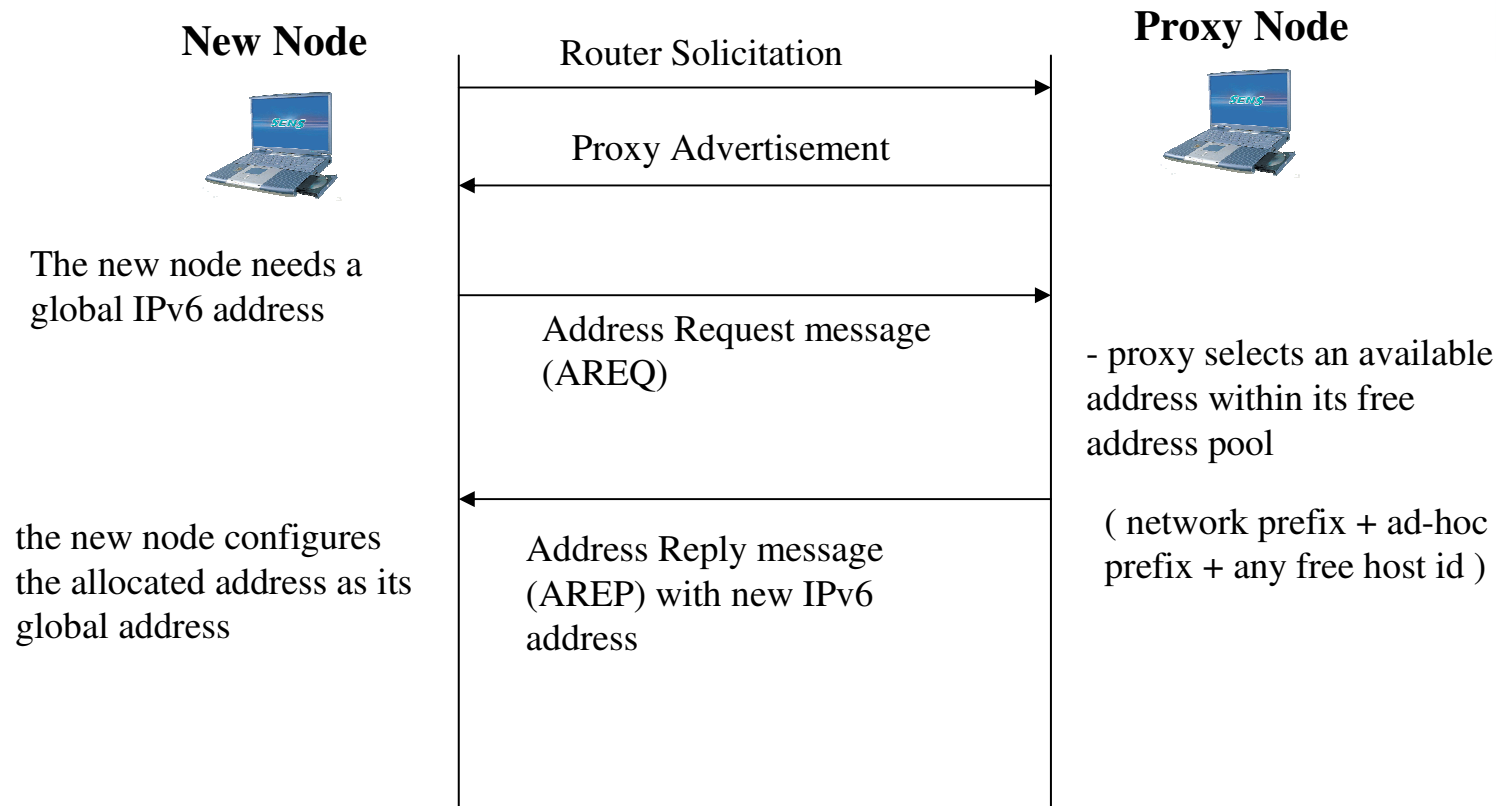 New Node
Proxy Node
Router Solicitation
SENS
SENS
Proxy Advertisement
The new node needs a
global IPv6 address
Address Request message
(AREQ)
- proxy selects an available
address within its free
address pool
( network prefix + ad-hoc
prefix + any free host id )
the new node configures
the allocated address as its
global address
Address Reply message
(AREP) with new IPv6
address